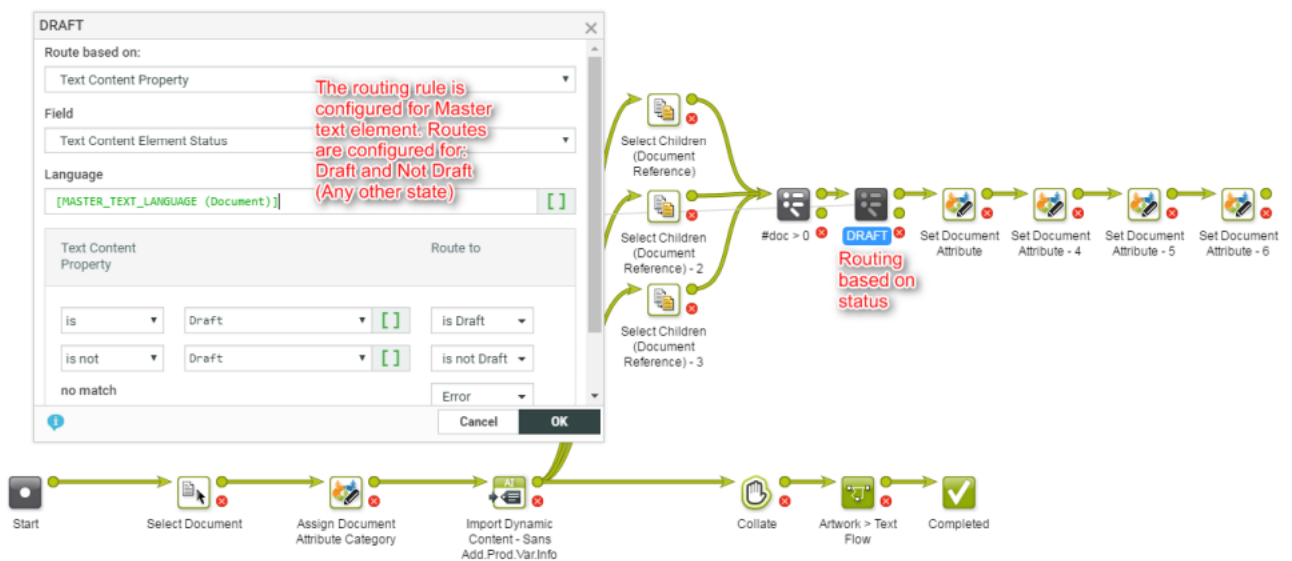 DRAFT
Route based on:
Text Content Property
Field
Text Content Element Status
Language
[MASTER_TEXT_LANGUAGE (Document)]
[ ]
The routing rule is
configured for Master
text element. Routes
are configured for:
Draft and Not Draft
(Any other state)
Text Content
Property
Route to
is
Draft
[ ]
is Draft
is not
Draft
[ ]
is not Draft
no match
Error
Cancel
OK
Select Children
(Document
Reference)
Select Children
(Document
Reference) - 2
Select Children
(Document
Reference) - 3
#doc > 0
DRAFT
Routing
based on
status
Set Document
Attribute
Set Document
Attribute - 4
Set Document
Attribute - 5
Set Document
Attribute - 6
Start
Select Document
Assign Document
Attribute Category
AI
Import Dynamic
Content - Sans
Add.Prod.Var.Info
Collate
Artwork > Text
Flow
Completed